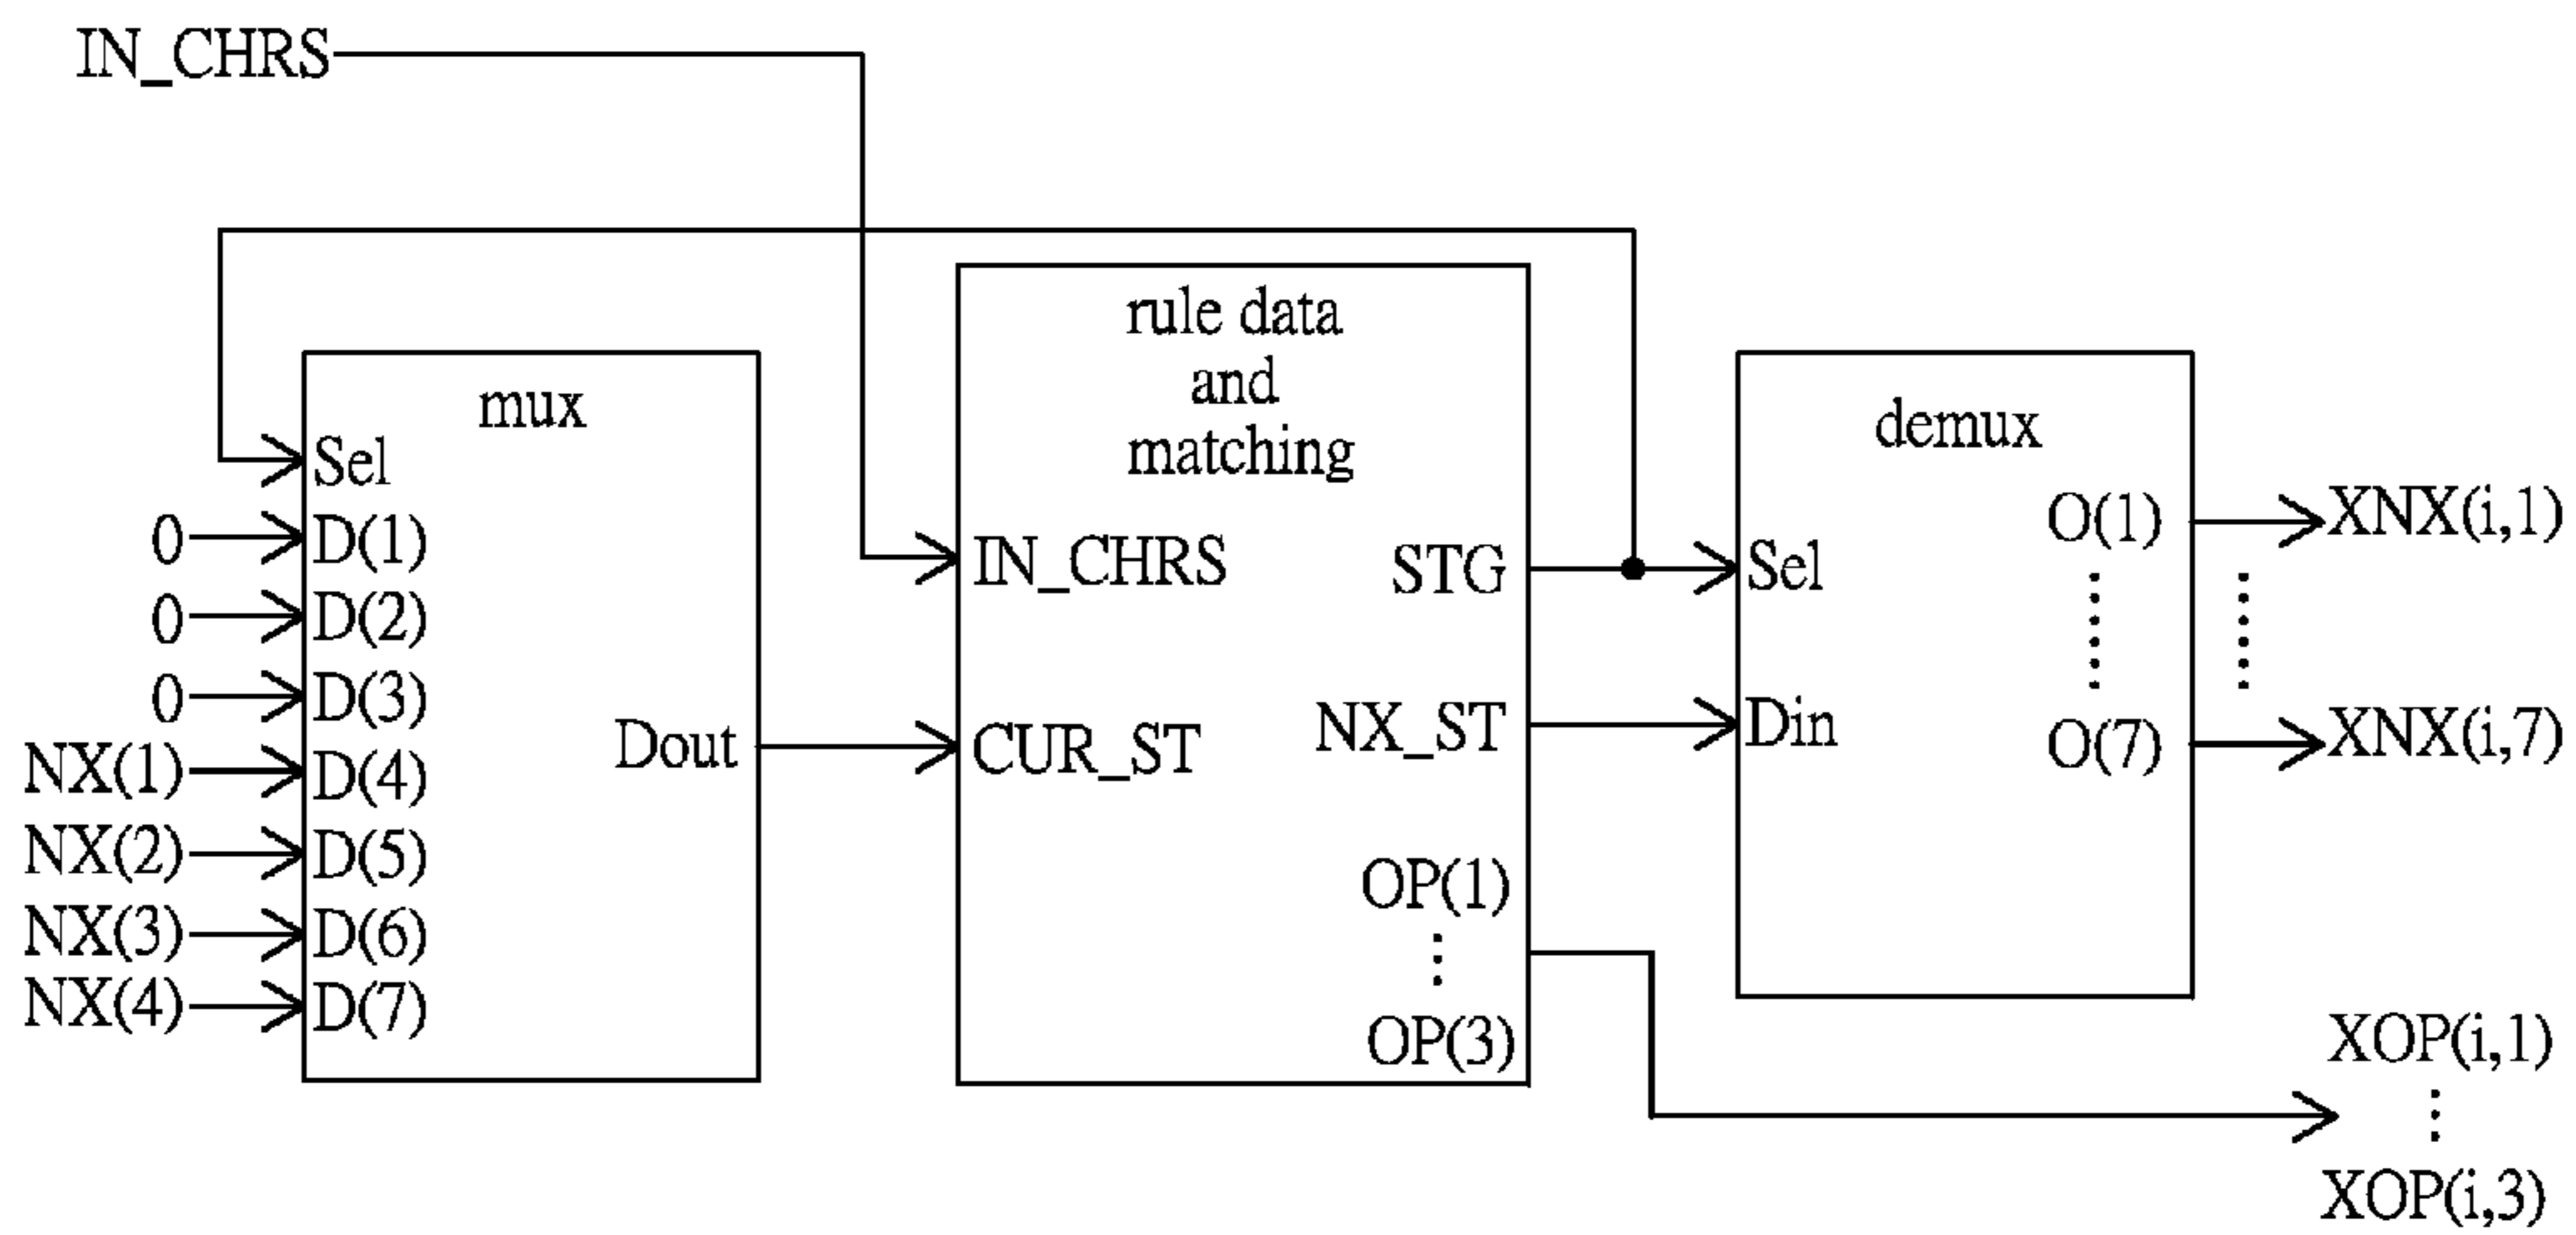 IN_CHRS
mux
Sel
0
D(1)
0
D(2)
0
D(3)
NX(1)
D(4)
NX(2)
D(5)
NX(3)
D(6)
NX(4)
D(7)
Dout
rule data
and
matching
IN_CHRS
CUR_ST
STG
NX_ST
OP(1)
OP(3)
demux
Sel
Din
O(1)
O(7)
XNX(i,1)
XNX(i,7)
XOP(i,1)
XOP(i,3)